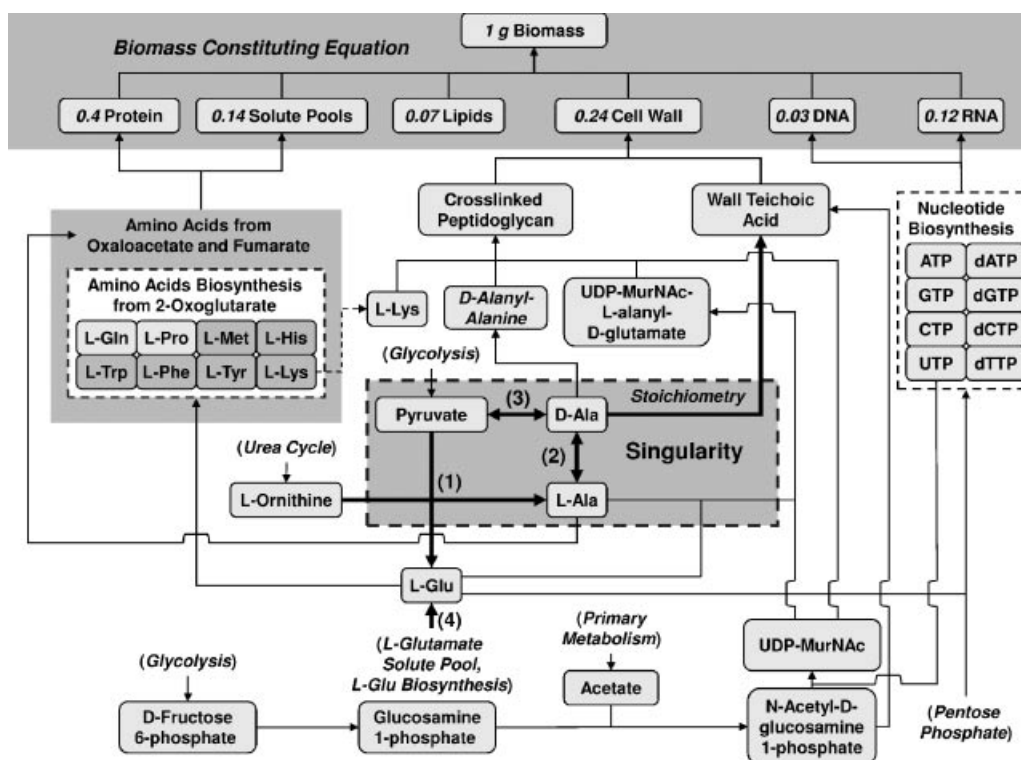 1 g Biomass
Biomass Constituting Equation
0.4 Protein
0.14 Solute Pools
0.07 Lipids
0.24 Cell Wall
0.03 DNA
0.12 RNA
Crosslinked
Peptidoglycan
Wall Teichoic
Acid
Nucleotide
Biosynthesis
ATP
dATP
GTP
dGTP
CTP
dCTP
UTP
dTTP
Amino Acids from
Oxaloacetate and Fumarate
Amino Acids Biosynthesis
from 2-Oxoglutarate
L-Gln
L-Pro
L-Met
L-His
L-Trp
L-Phe
L-Tyr
L-Lys
L-Lys
D-Alanyl-
Alanine
UDP-MurNAc-
L-alanyl-
D-glutamate
(Glycolysis)
Pyruvate
(3)
D-Ala
Stoichiometry
(2)
Singularity
(Urea Cycle)
(1)
L-Ornithine
L-Ala
L-Glu
(4)
(L-Glutamate
Solute Pool,
L-Glu Biosynthesis)
(Primary
Metabolism)
UDP-MurNAc
(Glycolysis)
Acetate
D-Fructose
6-phosphate
Glucosamine
1-phosphate
N-Acetyl-D-
glucosamine
1-phosphate
(Pentose
Phosphate)